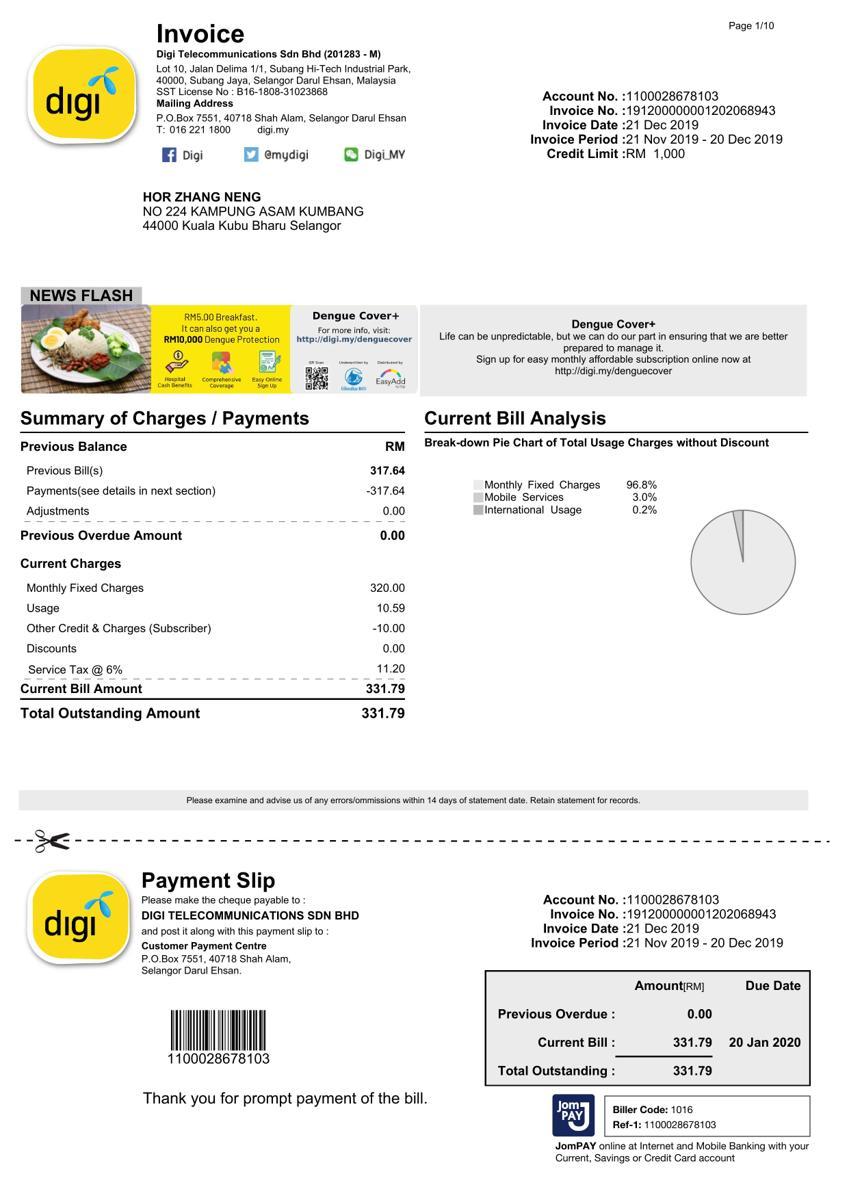 Page 1/10
Invoice
Digi Telecommunications Sdn Bhd (201283 - M)
Lot 10, Jalan Delima 1/1, Subang Hi-Tech Industrial Park,
40000, Subang Jaya, Selangor Darul Ehsan, Malaysia
SST License No : B16-1808-31023868
Mailing Address
P.O.Box 7551, 40718 Shah Alam, Selangor Darul Ehsan
T: 016 221 1800 digi.my
Digi @mydigi Digi_MY
digi
Account No. :1100028678103
Invoice No. :191200000001202068943
Invoice Date :21 Dec 2019
Invoice Period :21 Nov 2019 - 20 Dec 2019
Credit Limit :RM 1,000
HOR ZHANG NENG
NO 224 KAMPUNG ASAM KUMBANG
44000 Kuala Kubu Bharu Selangor
NEWS FLASH
RM5.00 Breakfast.
It can also get you a
RM10,000 Dengue Protection
Hospital
Cash Benefits
Comprehensive
Coverage
Easy Online
Sign Up
Dengue Cover+
For more info, visit:
http://digi.my/denguecover
QR Scan
Underwritten by
Distributed by
EasyAdd
Dengue Cover+
Life can be unpredictable, but we can do our part in ensuring that we are better
prepared to manage it.
Sign up for easy monthly affordable subscription online now at
http://digi.my/denguecover
Summary of Charges / Payments
Previous Balance RM
Previous Bill(s) 317.64
Payments(see details in next section) -317.64
Adjustments 0.00
Previous Overdue Amount 0.00
Current Charges
Monthly Fixed Charges 320.00
Usage 10.59
Other Credit & Charges (Subscriber) -10.00
Discounts 0.00
Service Tax @ 6% 11.20
Current Bill Amount 331.79
Total Outstanding Amount 331.79
Current Bill Analysis
Break-down Pie Chart of Total Usage Charges without Discount
Monthly Fixed Charges 96.8%
Mobile Services 3.0%
International Usage 0.2%
Please examine and advise us of any errors/ommissions within 14 days of statement date. Retain statement for records.
digi
Payment Slip
Please make the cheque payable to :
DIGI TELECOMMUNICATIONS SDN BHD
and post it along with this payment slip to :
Customer Payment Centre
P.O.Box 7551, 40718 Shah Alam,
Selangor Darul Ehsan.
Account No. :1100028678103
Invoice No. :191200000001202068943
Invoice Date :21 Dec 2019
Invoice Period :21 Nov 2019 - 20 Dec 2019
Amount[RM] Due Date
Previous Overdue : 0.00
Current Bill : 331.79 20 Jan 2020
Total Outstanding : 331.79
1100028678103
Thank you for prompt payment of the bill.
Jom
PAY
Biller Code: 1016
Ref-1: 1100028678103
JomPAY online at Internet and Mobile Banking with your
Current, Savings or Credit Card account